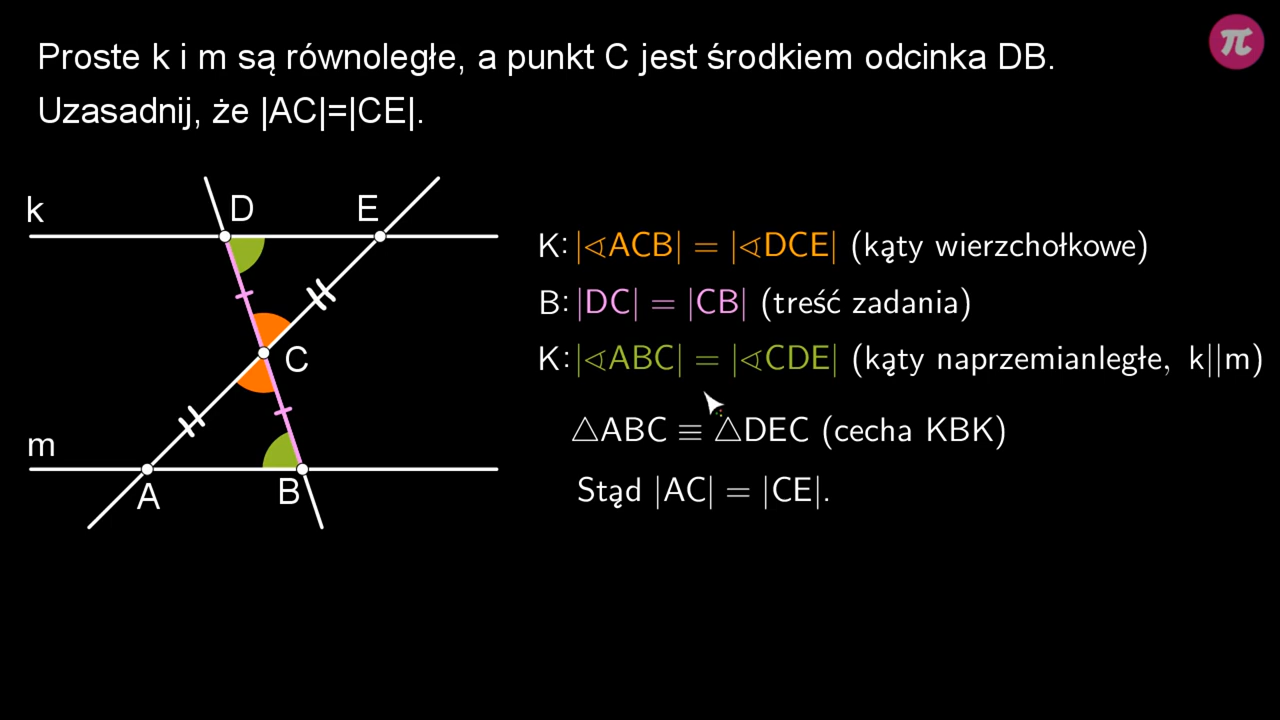 π
Proste k i m są równoległe, a punkt C jest środkiem odcinka DB.
Uzasadnij, że |AC|=|CE|.
k
D
E
C
m
A
B
K: |∢ACB| = |∢DCE| (kąty wierzchołkowe)
B: |DC| = |CB| (treść zadania)
K: |∢ABC| = |∢CDE| (kąty naprzemianległe, k||m)
△ABC ≡ △DEC (cecha KBK)
Stąd |AC| = |CE|.